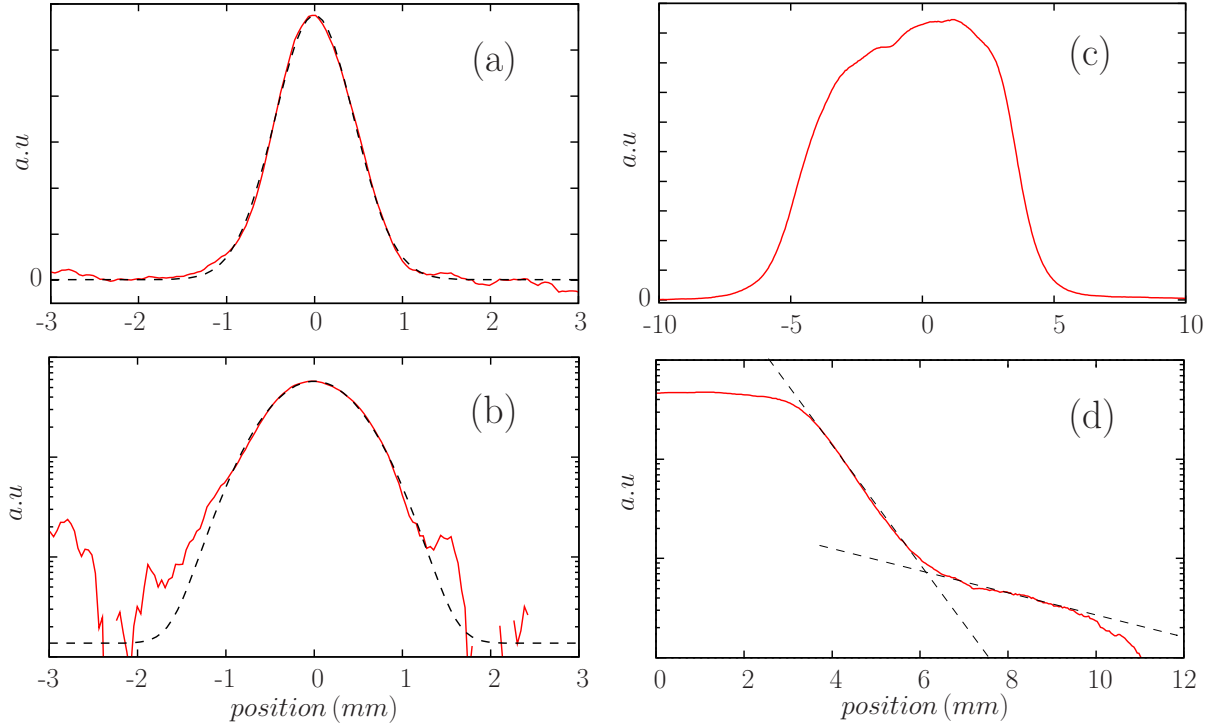 (a)
a.u
0
-3 -2 -1 0 1 2 3
(c)
a.u
0
-10 -5 0 5 10
(b)
a.u
-3 -2 -1 0 1 2 3
position (mm)
(d)
a.u
0 2 4 6 8 10 12
position (mm)